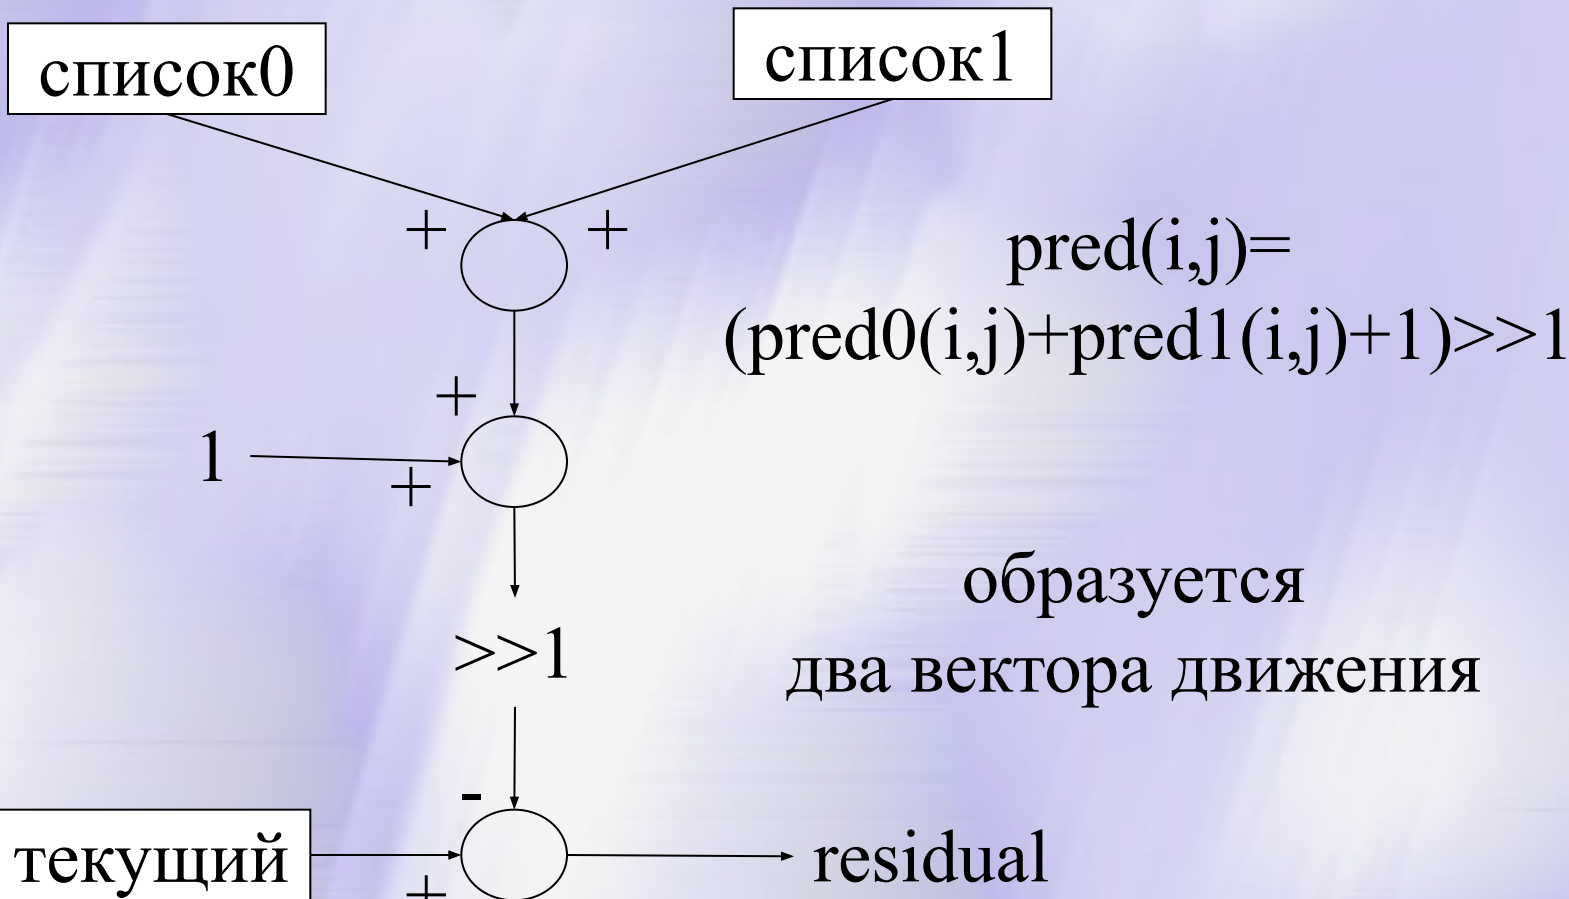 список0
список1
+ +
pred(i,j)=
(pred0(i,j)+pred1(i,j)+1)>>1
+
1
+
образуется
>>1
два вектора движения
-
текущий
residual
+